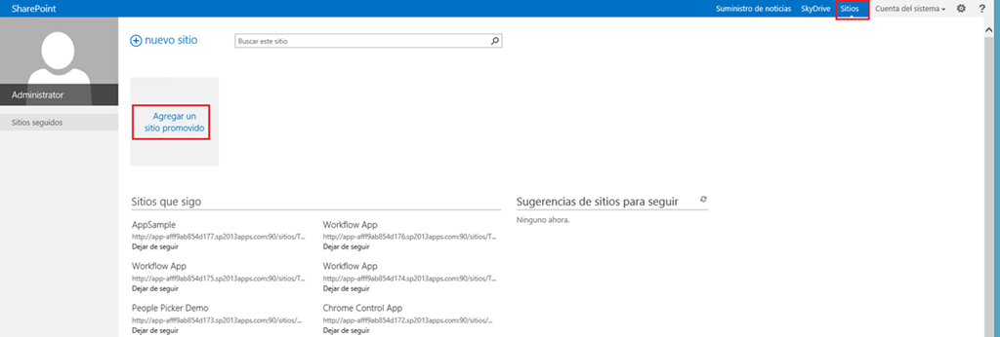 SharePoint
Suministro de noticias SkyDrive Sitios Cuenta del sistema ?
nuevo sitio
Buscar este sitio
Administrator
Sitios seguidos
Agregar un
sitio promovido
Sitios que sigo
AppSample
http://app-afff9ab854d177.sp2013apps.com:90/sitios/T...
Dejar de seguir
Workflow App
http://app-afff9ab854d176.sp2013apps.com:90/sitios/T...
Dejar de seguir
Workflow App
http://app-afff9ab854d175.sp2013apps.com:90/sitios/T...
Dejar de seguir
Workflow App
http://app-afff9ab854d174.sp2013apps.com:90/sitios/T...
Dejar de seguir
People Picker Demo
http://app-afff9ab854d173.sp2013apps.com:90/sitios/...
Dejar de seguir
Chrome Control App
http://app-afff9ab854d172.sp2013apps.com:90/sitios/...
Dejar de seguir
Sugerencias de sitios para seguir
Ninguno ahora.